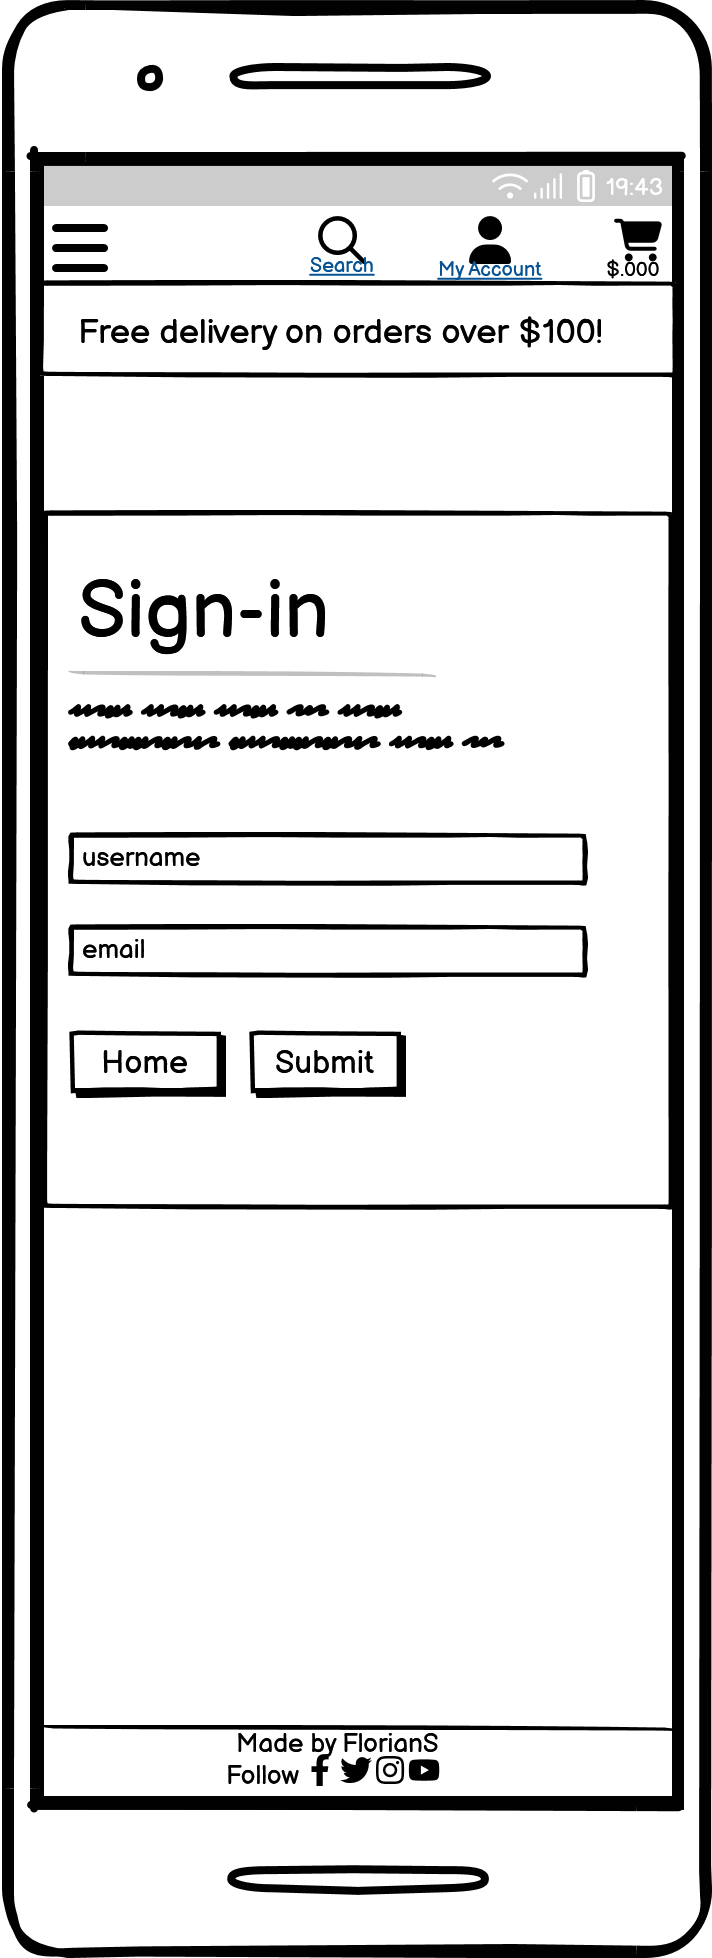 19:43
Search My Account $.000
Free delivery on orders over $100!
Sign-in
username
email
Home Submit
Made by FlorianS
Follow